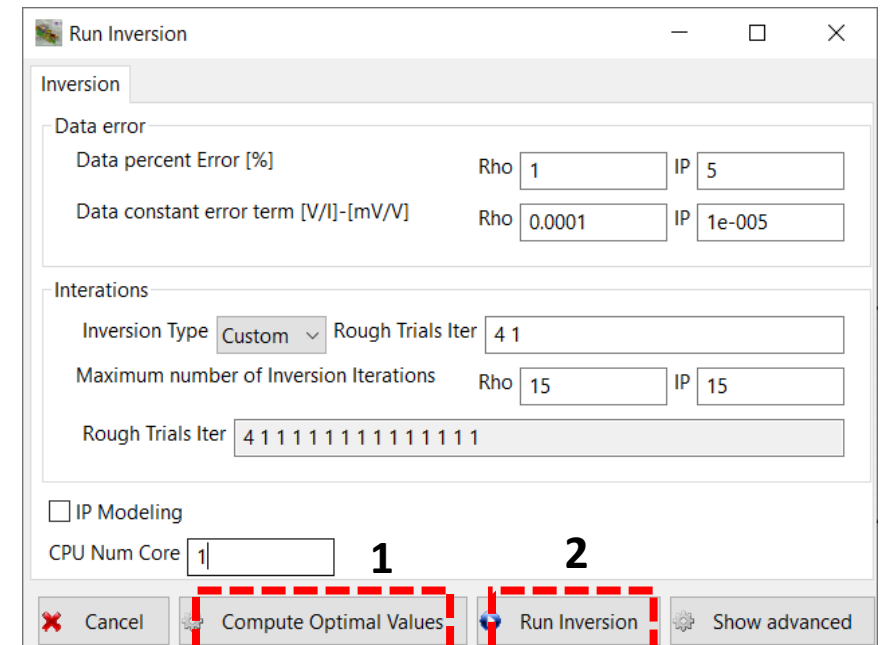 Run Inversion
Inversion
Data error
Data percent Error [%] Rho 1 IP 5
Data constant error term [V/I]-[mV/V] Rho 0.0001 IP 1e-005
Interations
Inversion Type Custom Rough Trials Iter 4 1
Maximum number of Inversion Iterations Rho 15 IP 15
Rough Trials Iter 4 1 1 1 1 1 1 1 1 1 1 1 1 1 1
IP Modeling
CPU Num Core 1
1 2
Cancel Compute Optimal Values Run Inversion Show advanced